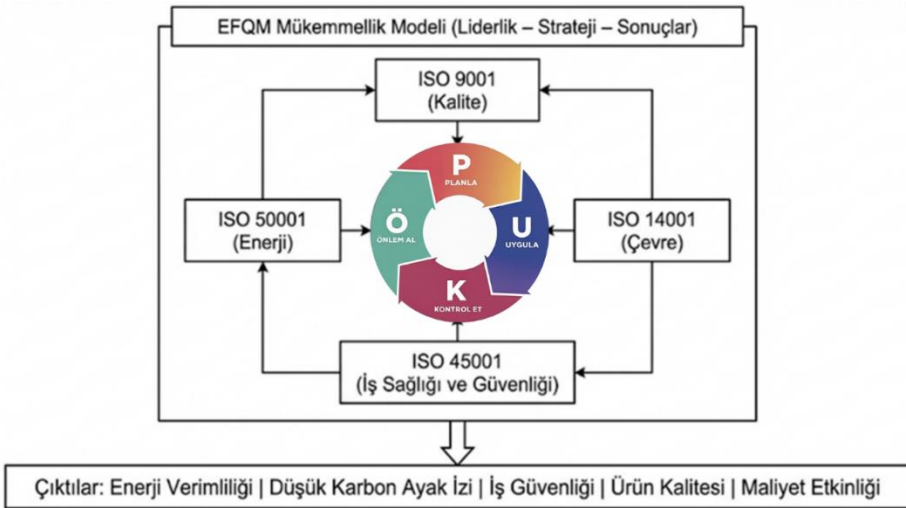 EFQM Mükemmellik Modeli (Liderlik – Strateji – Sonuçlar)
ISO 9001
(Kalite)
P
PLANLA
ISO 50001
(Enerji)
Ö
ÖNLEM AL
U
UYGULA
ISO 14001
(Çevre)
K
KONTROL ET
ISO 45001
(İş Sağlığı ve Güvenliği)
Çıktılar: Enerji Verimliliği | Düşük Karbon Ayak İzi | İş Güvenliği | Ürün Kalitesi | Maliyet Etkinliği